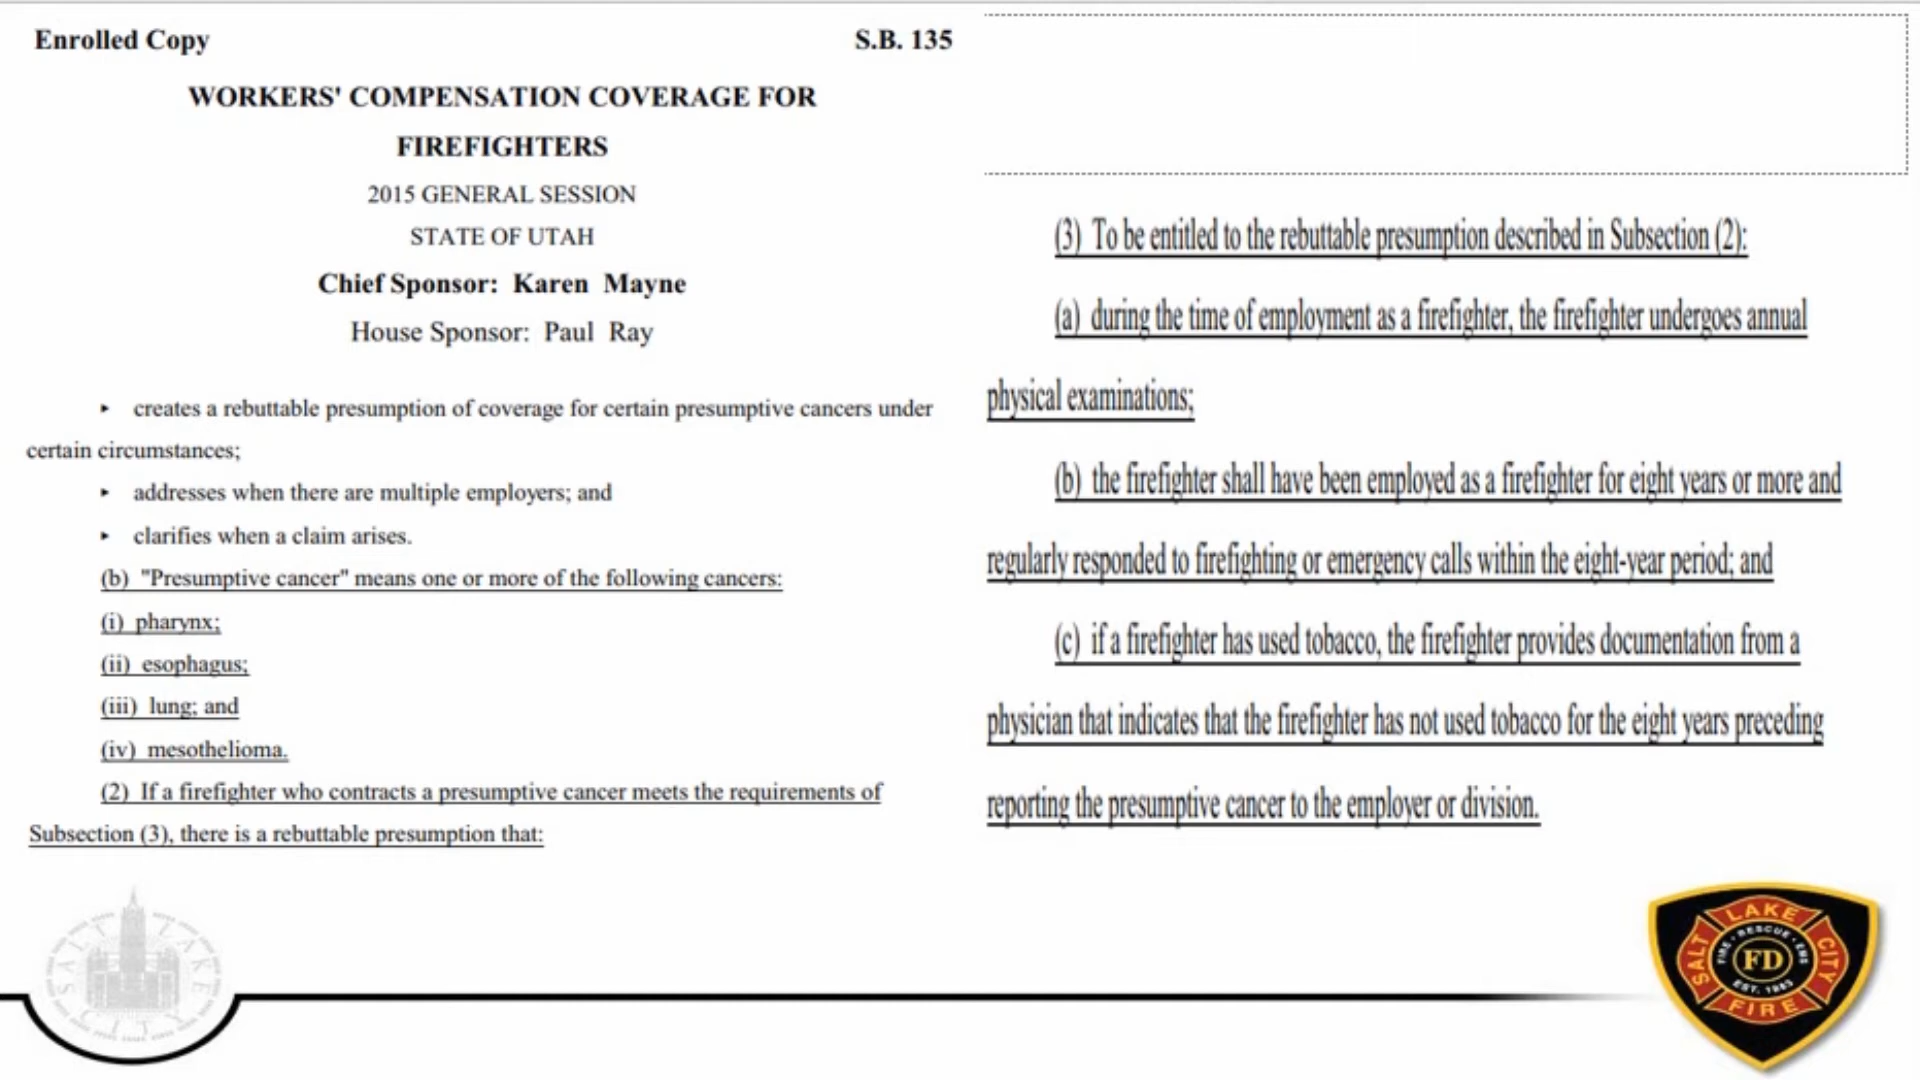 Enrolled Copy
S.B. 135
WORKERS' COMPENSATION COVERAGE FOR
FIREFIGHTERS
2015 GENERAL SESSION
STATE OF UTAH
Chief Sponsor: Karen Mayne
House Sponsor: Paul Ray
‣ creates a rebuttable presumption of coverage for certain presumptive cancers under
certain circumstances;
‣ addresses when there are multiple employers; and
‣ clarifies when a claim arises.
(b) "Presumptive cancer" means one or more of the following cancers:
(i) pharynx;
(ii) esophagus;
(iii) lung; and
(iv) mesothelioma.
(2) If a firefighter who contracts a presumptive cancer meets the requirements of
Subsection (3), there is a rebuttable presumption that:
(3) To be entitled to the rebuttable presumption described in Subsection (2):
(a) during the time of employment as a firefighter, the firefighter undergoes annual
physical examinations;
(b) the firefighter shall have been employed as a firefighter for eight years or more and
regularly responded to firefighting or emergency calls within the eight-year period; and
(c) if a firefighter has used tobacco, the firefighter provides documentation from a
physician that indicates that the firefighter has not used tobacco for the eight years preceding
reporting the presumptive cancer to the employer or division.
SALT LAKE
CITY
SALT LAKE CITY
FIRE
FIRE • RESCUE • EMS
FD
EST. 1883